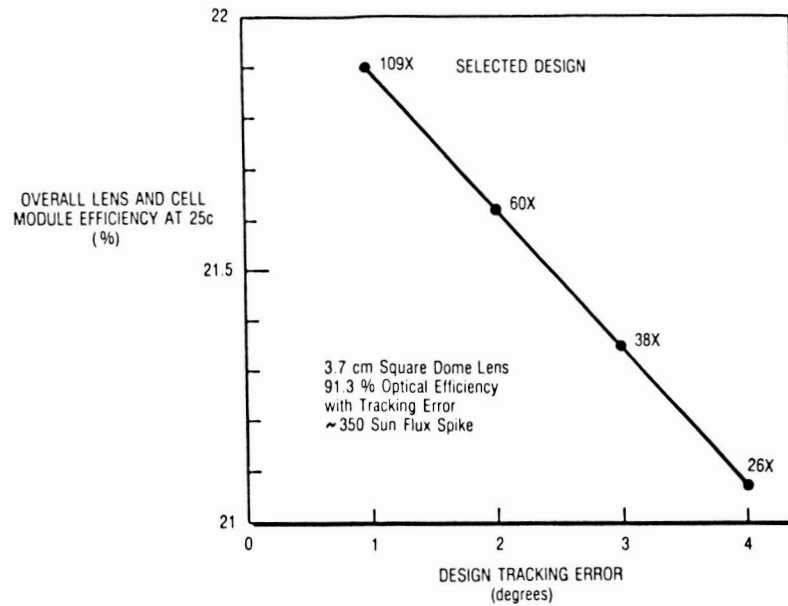 22
109X SELECTED DESIGN
OVERALL LENS AND CELL
MODULE EFFICIENCY AT 25c
(%)
60X
21.5
38X
3.7 cm Square Dome Lens
91.3 % Optical Efficiency
with Tracking Error
~350 Sun Flux Spike
26X
21
0 1 2 3 4
DESIGN TRACKING ERROR
(degrees)